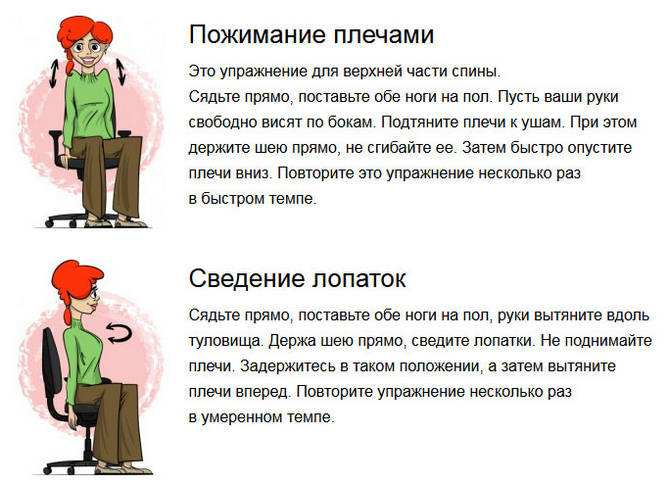 Пожимание плечами
Это упражнение для верхней части спины.
Сядьте прямо, поставьте обе ноги на пол. Пусть ваши руки
свободно висят по бокам. Подтяните плечи к ушам. При этом
держите шею прямо, не сгибайте ее. Затем быстро опустите
плечи вниз. Повторите это упражнение несколько раз
в быстром темпе.
Сведение лопаток
Сядьте прямо, поставьте обе ноги на пол, руки вытяните вдоль
туловища. Держа шею прямо, сведите лопатки. Не поднимайте
плечи. Задержитесь в таком положении, а затем вытяните
плечи вперед. Повторите упражнение несколько раз
в умеренном темпе.